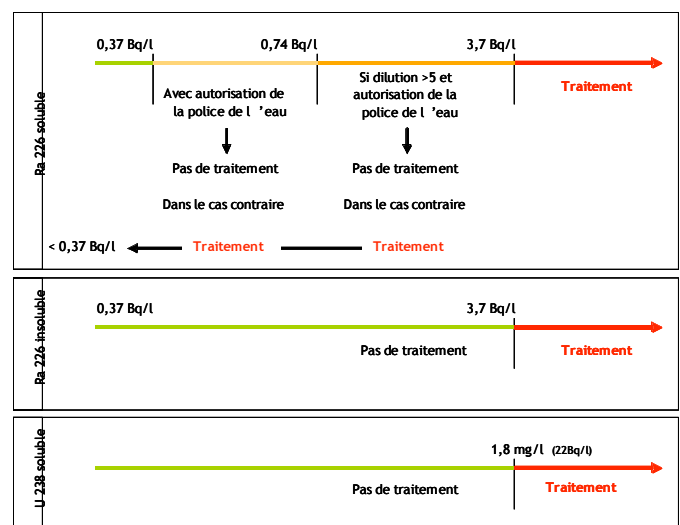 Ra 226 soluble
0,37 Bq/l
0,74 Bq/l
3,7 Bq/l
Avec autorisation de
la police de l ’eau
Si dilution >5 et
autorisation de la
police de l ’eau
Traitement
Pas de traitement
Pas de traitement
Dans le cas contraire
Dans le cas contraire
< 0,37 Bq/l
Traitement
Traitement
Ra 226 insoluble
0,37 Bq/l
3,7 Bq/l
Pas de traitement
Traitement
U 238 soluble
1,8 mg/l (22Bq/l)
Pas de traitement
Traitement